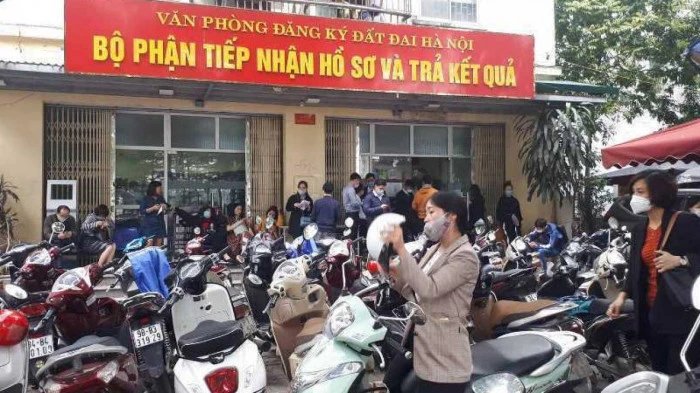 VĂN PHÒNG ĐĂNG KÝ ĐẤT ĐAI HÀ NỘI
BỘ PHẬN TIẾP NHẬN HỒ SƠ VÀ TRẢ KẾT QUẢ